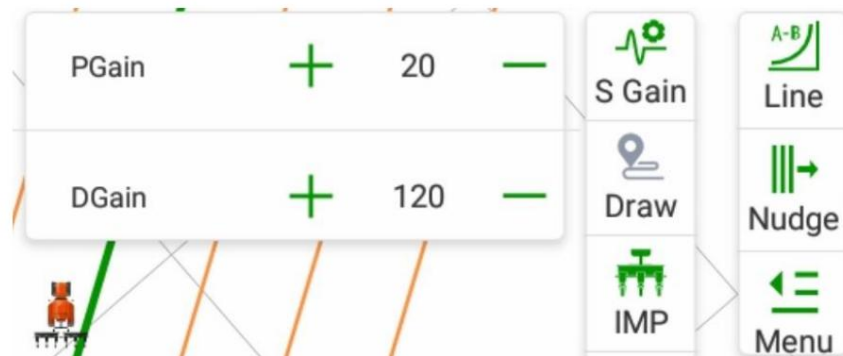 PGain + 20 —
DGain + 120 —
S Gain
Draw
IMP
A-B
Line
Nudge
Menu